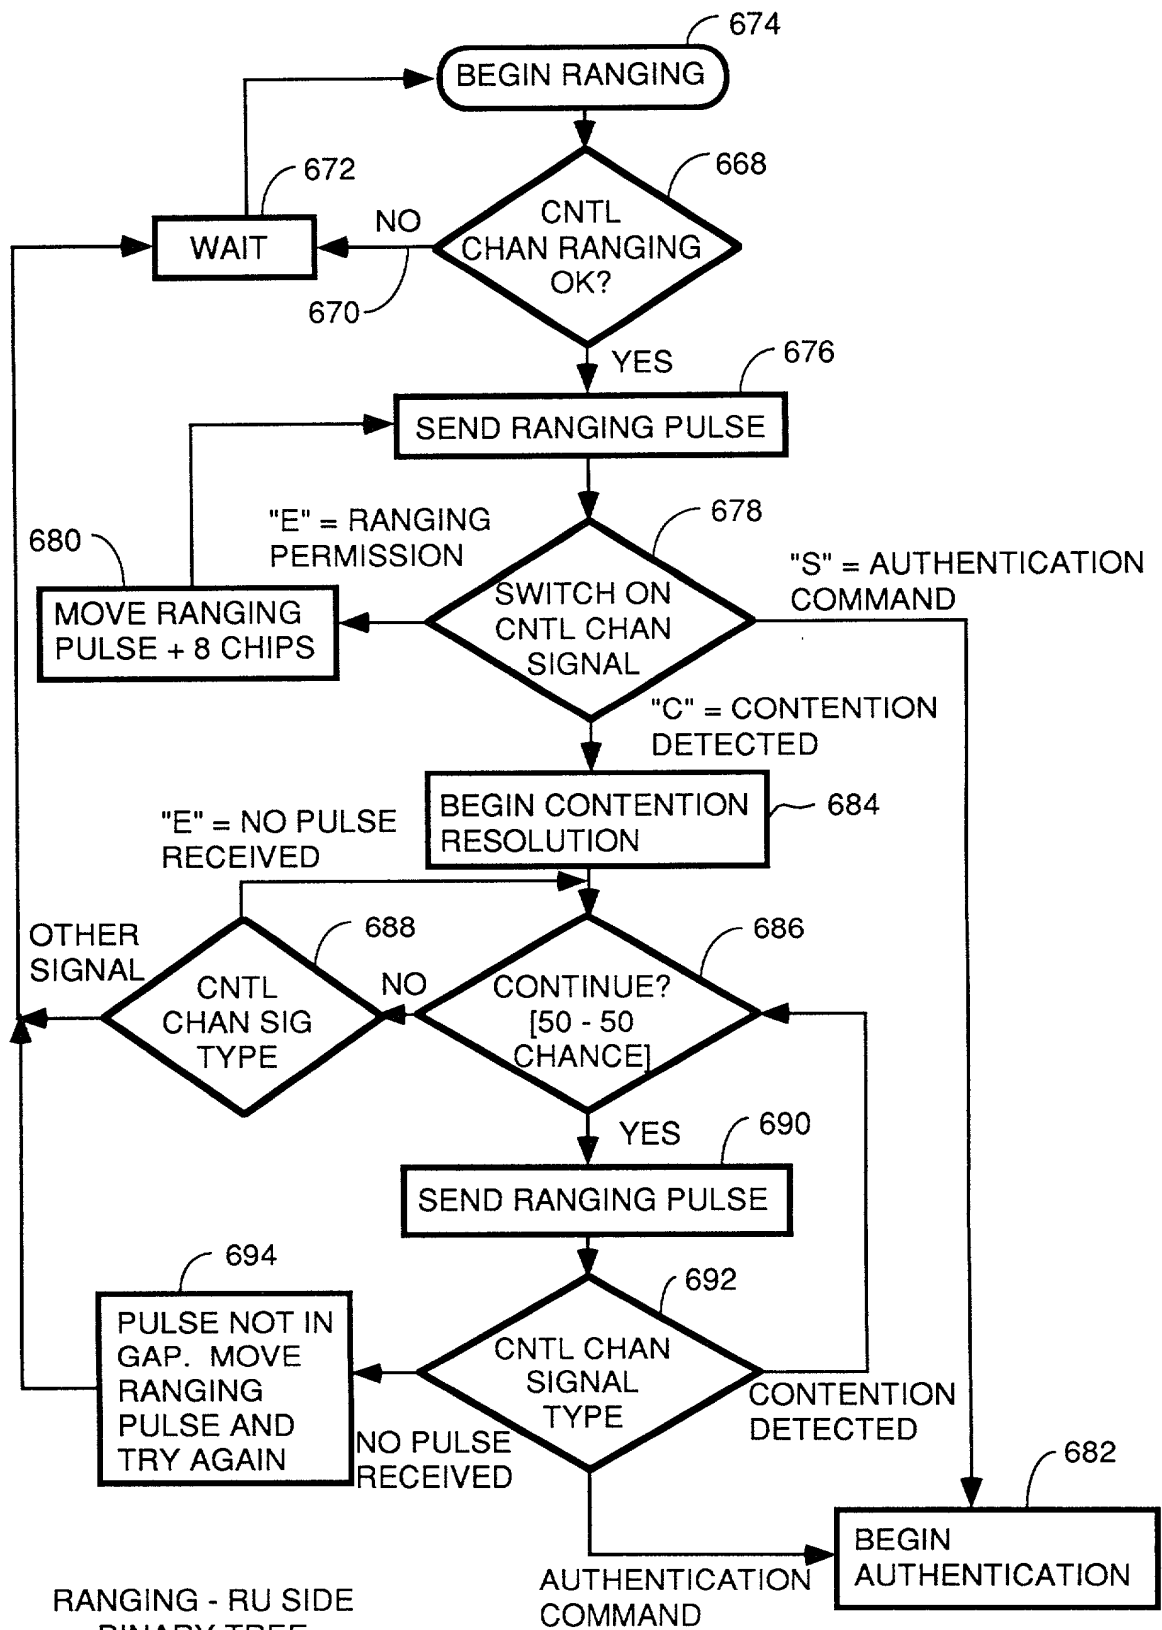 674
BEGIN RANGING
668
672
CNTL
CHAN RANGING
OK?
NO
WAIT
670
YES
676
SEND RANGING PULSE
678
"E" = RANGING
PERMISSION
680
"S" = AUTHENTICATION
COMMAND
SWITCH ON
CNTL CHAN
SIGNAL
MOVE RANGING
PULSE + 8 CHIPS
"C" = CONTENTION
DETECTED
BEGIN CONTENTION
RESOLUTION
684
"E" = NO PULSE
RECEIVED
OTHER
SIGNAL
688
686
CNTL
CHAN SIG
TYPE
NO
CONTINUE?
[50 - 50
CHANCE]
YES
690
SEND RANGING PULSE
694
692
PULSE NOT IN
GAP. MOVE
RANGING
PULSE AND
TRY AGAIN
CNTL CHAN
SIGNAL
TYPE
CONTENTION
DETECTED
NO PULSE
RECEIVED
682
BEGIN
AUTHENTICATION
AUTHENTICATION
COMMAND
RANGING - RU SIDE
BINARY TREE